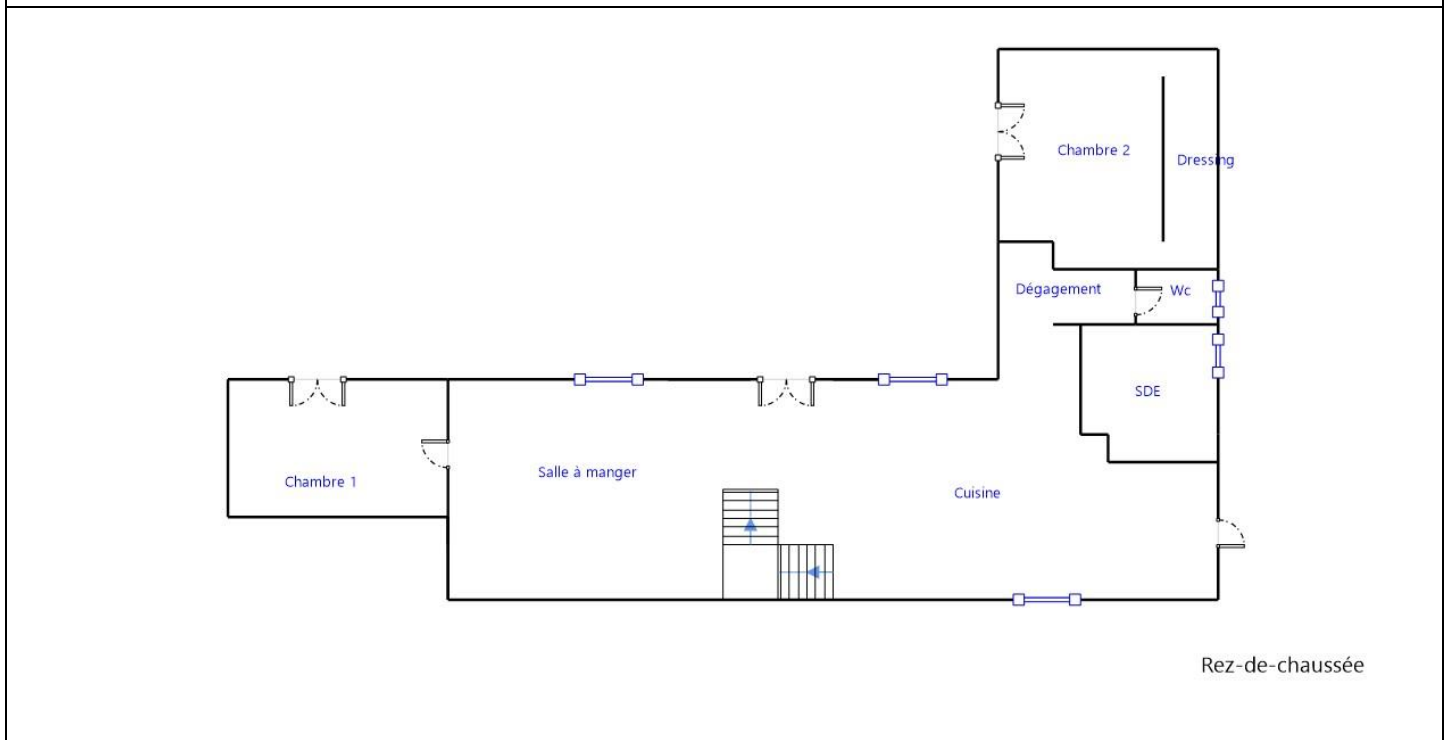 Chambre 2
Dressing
Dégagement
Wc
SDE
Salle à manger
Chambre 1
Cuisine
Rez-de-chaussée